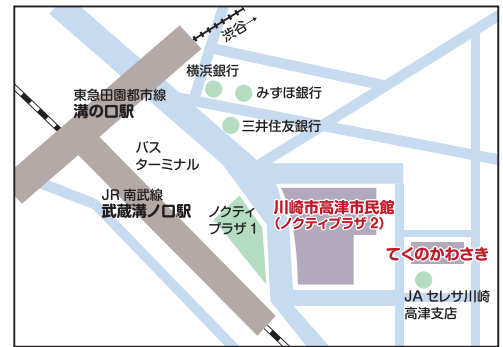 渋谷→
横浜銀行
みずほ銀行
東急田園都市線
溝の口駅
三井住友銀行
バス
ターミナル
JR 南武線
武蔵溝ノ口駅
ノクティ
プラザ 1
川崎市高津市民館
(ノクティプラザ 2)
てくのかわさき
JA セレサ川崎
高津支店